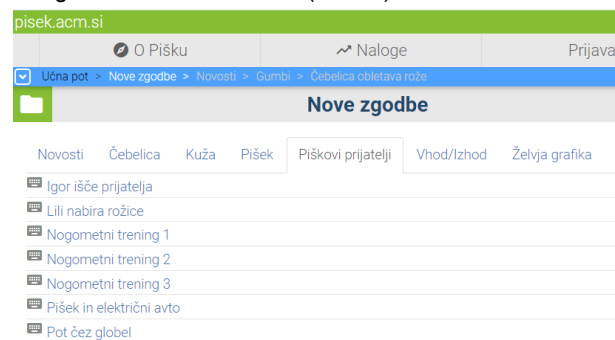 pisek.acm.si
O Pišku Naloge Prijava
Učna pot > Nove zgodbe > Novosti > Gumbi > Čebelica obletava rože
Nove zgodbe
Novosti Čebelica Kuža Pišek Piškovi prijatelji Vhod/Izhod Želvja grafika
Igor išče prijatelja
Lili nabira rožice
Nogometni trening 1
Nogometni trening 2
Nogometni trening 3
Pišek in električni avto
Pot čez globel